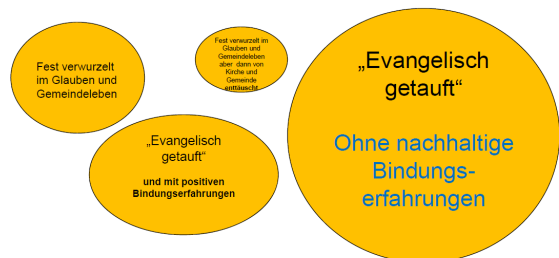 Fest verwurzelt
im Glauben und
Gemeindeleben
Fest verwurzelt im
Glauben und
Gemeindeleben
aber dann von
Kirche und
Gemeinde
enttäuscht
„Evangelisch
getauft“
und mit positiven
Bindungserfahrungen
„Evangelisch
getauft“
Ohne nachhaltige
Bindungs-
erfahrungen